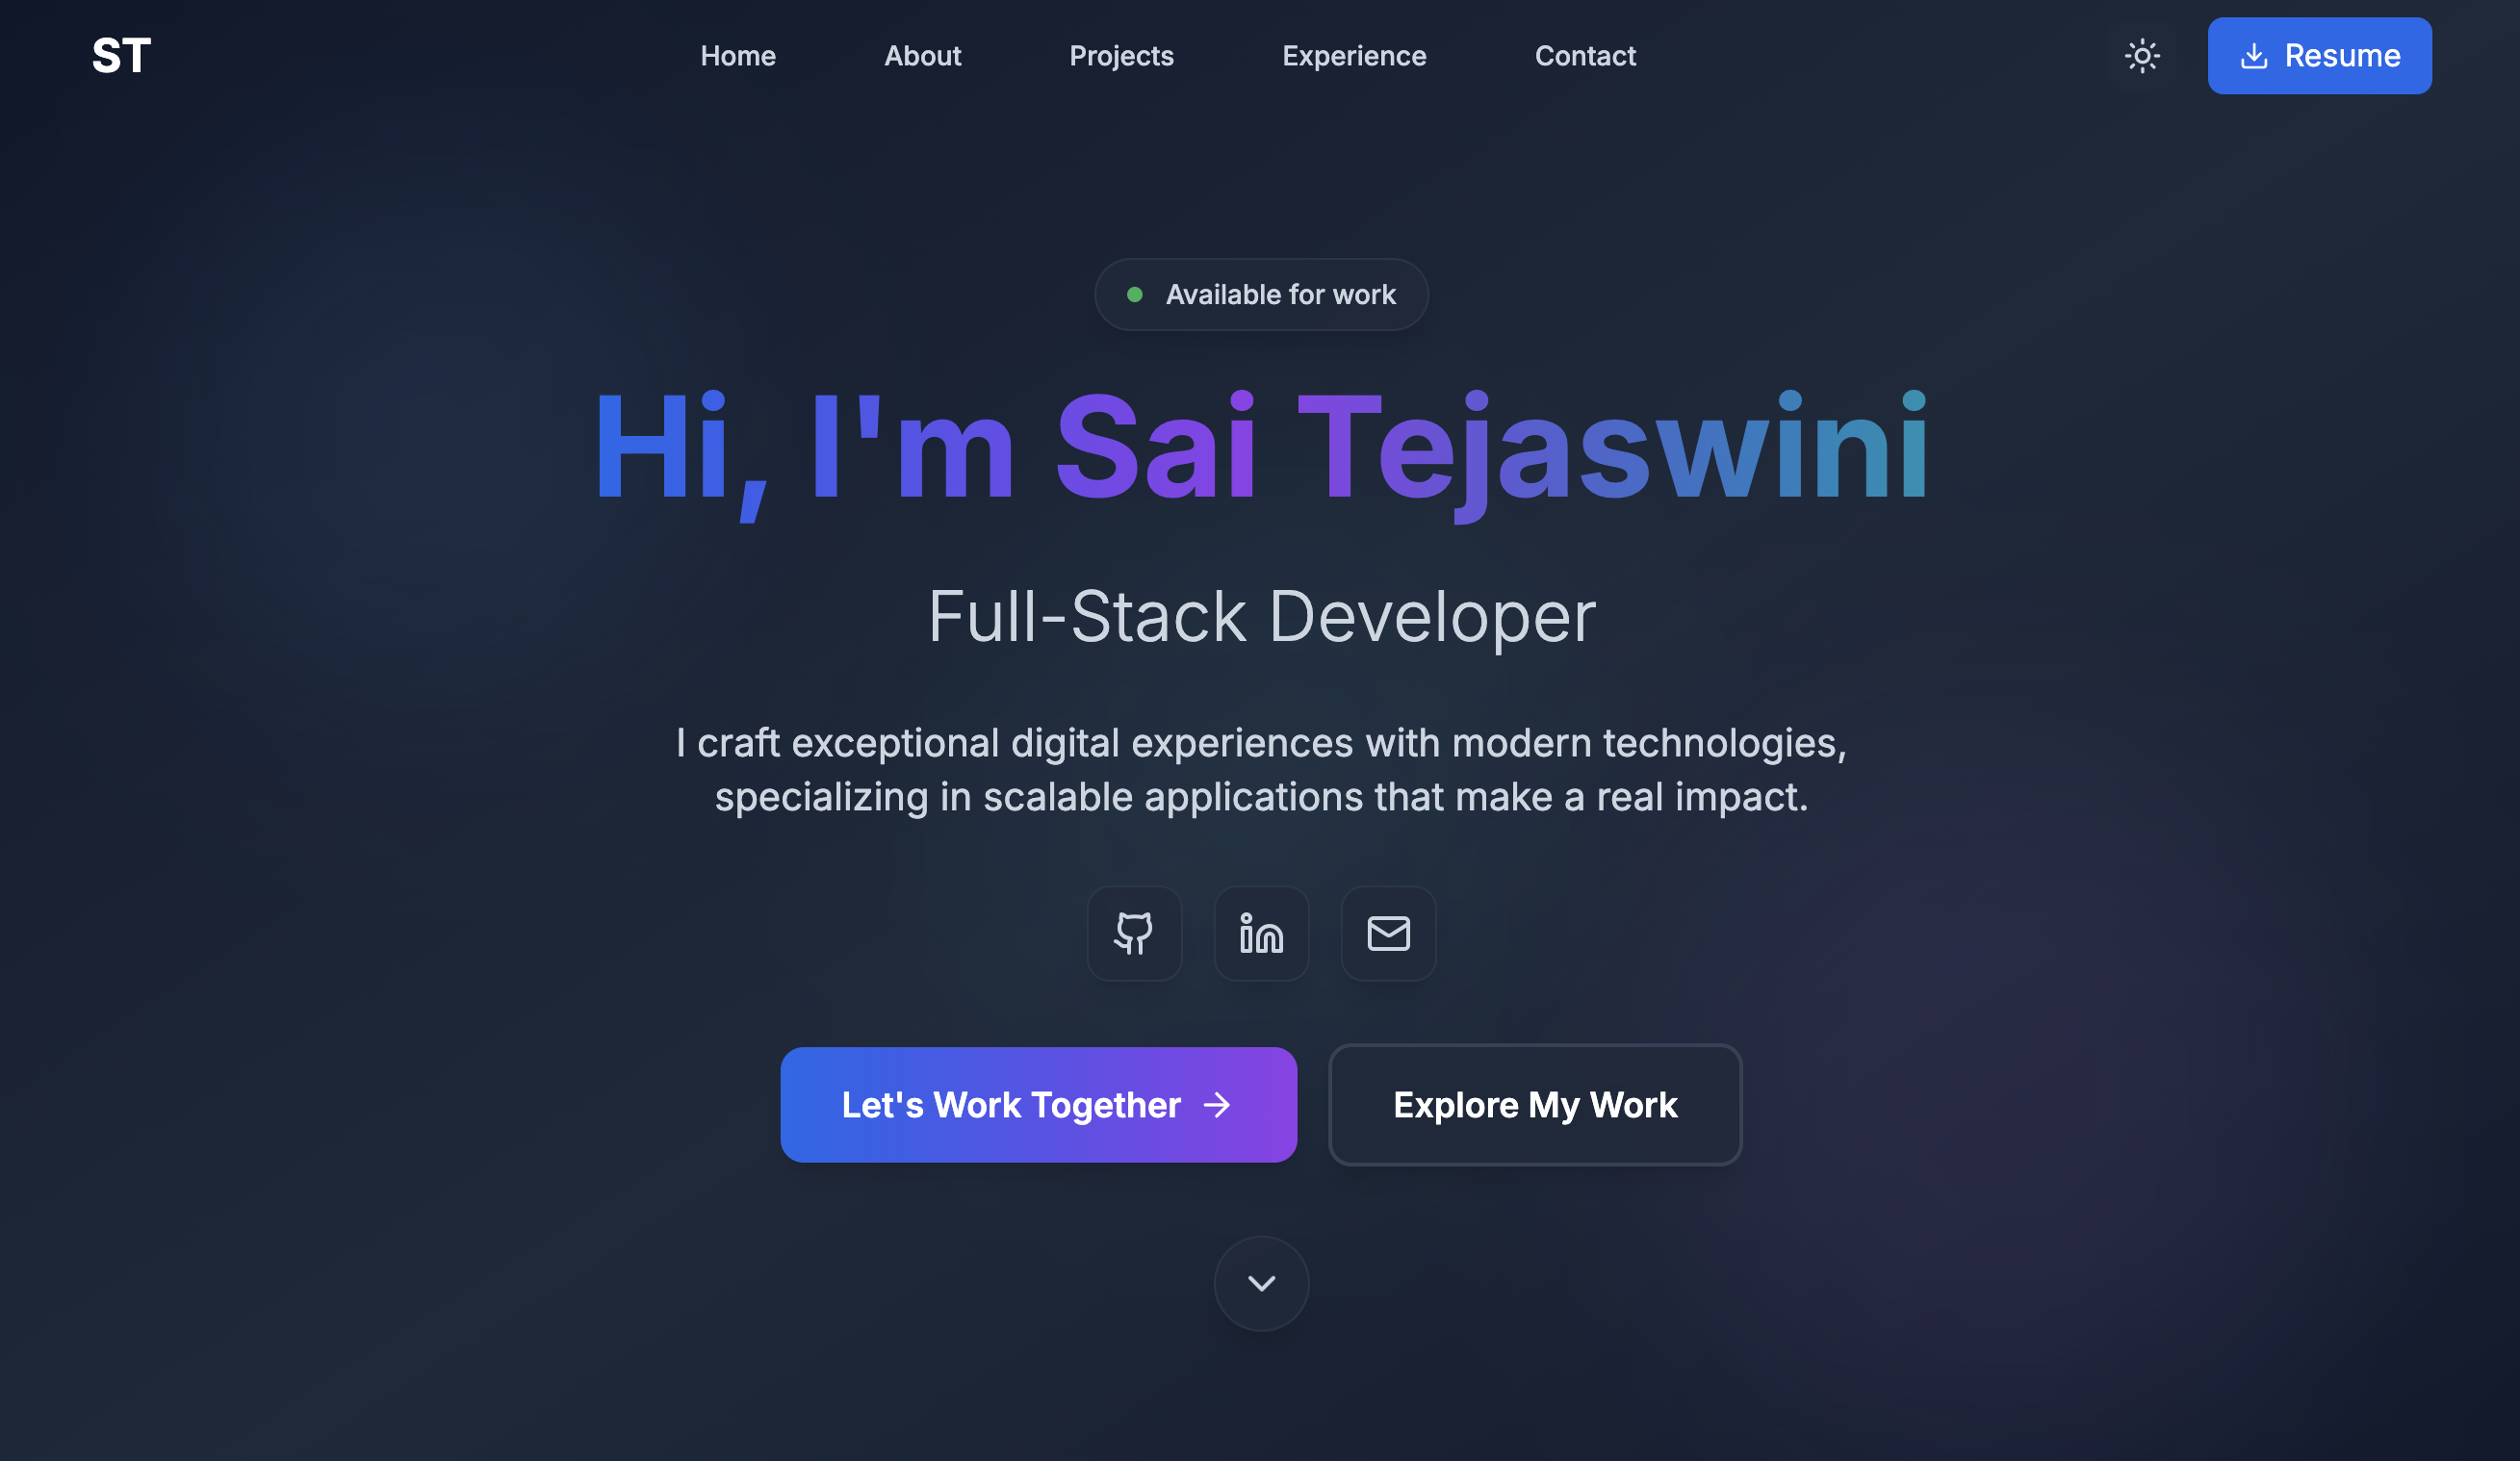 ST
Home
About
Projects
Experience
Contact
Resume
Available for work
Hi, I'm Sai Tejaswini
Full-Stack Developer
I craft exceptional digital experiences with modern technologies,
specializing in scalable applications that make a real impact.
Let's Work Together
Explore My Work